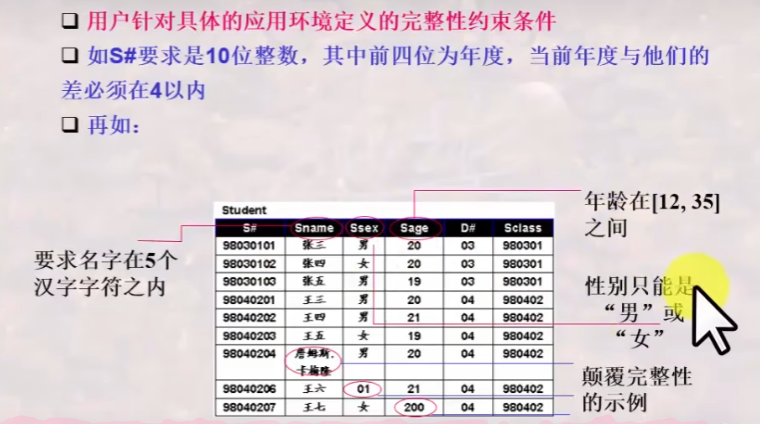 用户针对具体的应用环境定义的完整性约束条件
如S#要求是10位整数，其中前四位为年度，当前年度与他们的
差必须在4以内
再如：
年龄在[12, 35]
之间
要求名字在5个
汉字字符之内
性别只能是
“男”或
“女”
颠覆完整性
的示例
Student
S# Sname Ssex Sage D# Sclass
98030101 张三 男 20 03 980301
98030102 张四 女 20 03 980301
98030103 张五 男 19 03 980301
98040201 王三 男 20 04 980402
98040202 王四 男 21 04 980402
98040203 王五 女 19 04 980402
98040204 詹姆斯. 男 20 04 980402
卡梅隆
98040206 王六 01 21 04 980402
98040207 王七 女 200 04 980402